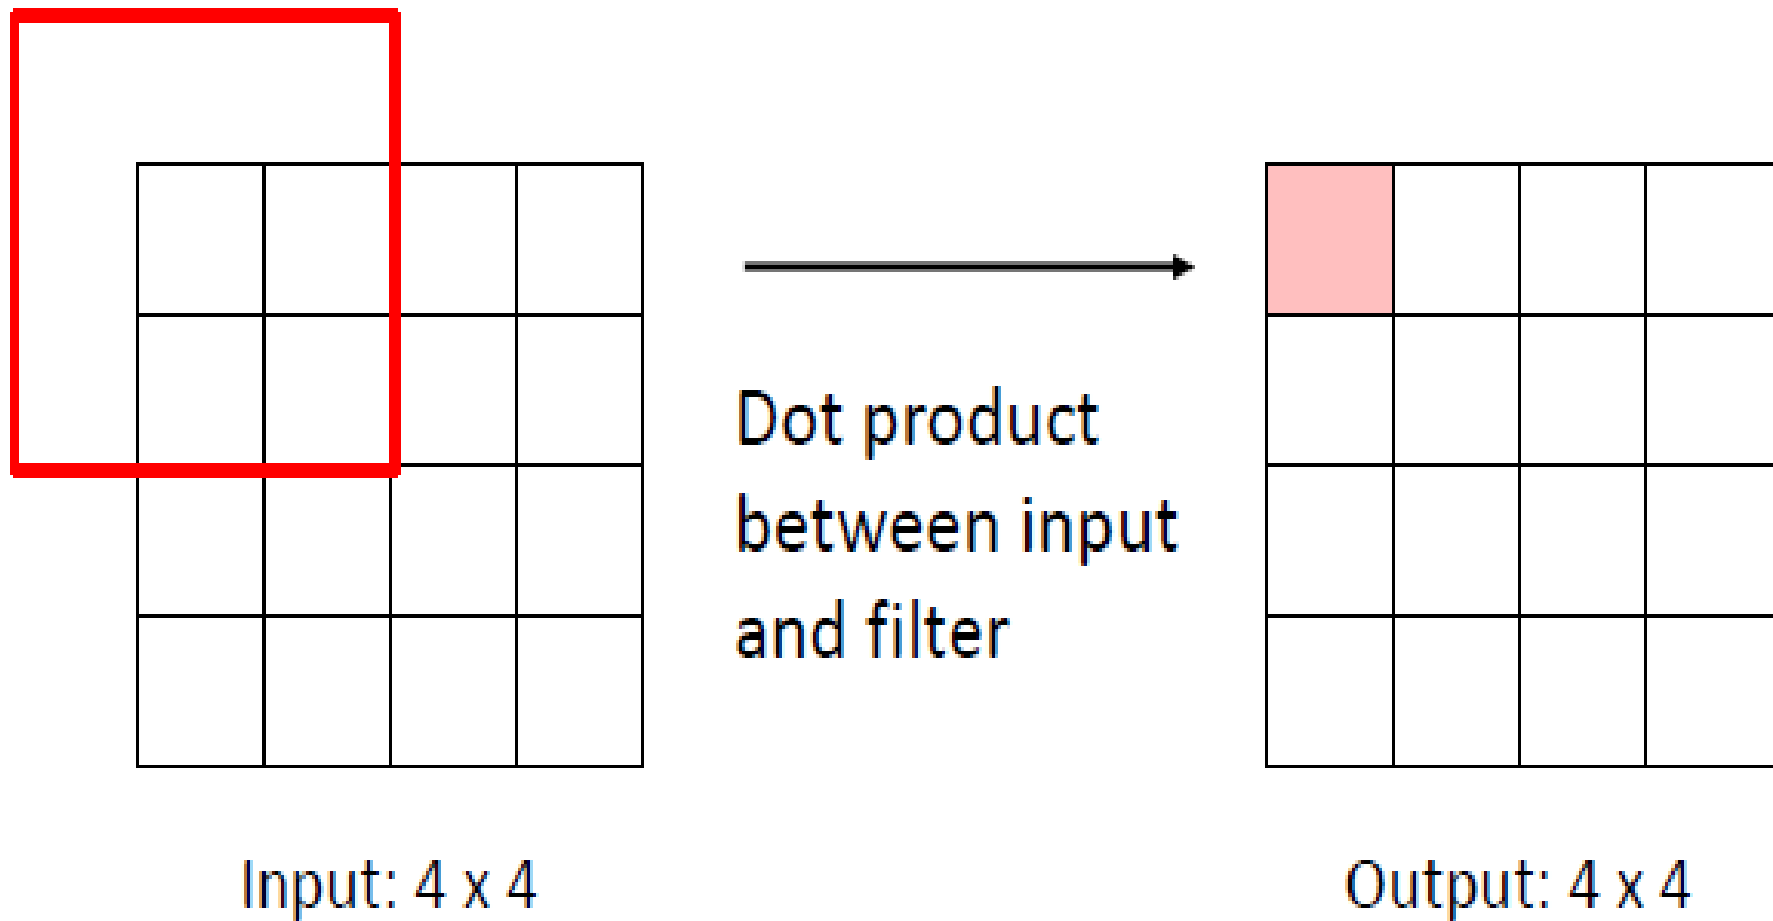 Dot product
between input
and filter
Input: 4 x 4
Output: 4 x 4